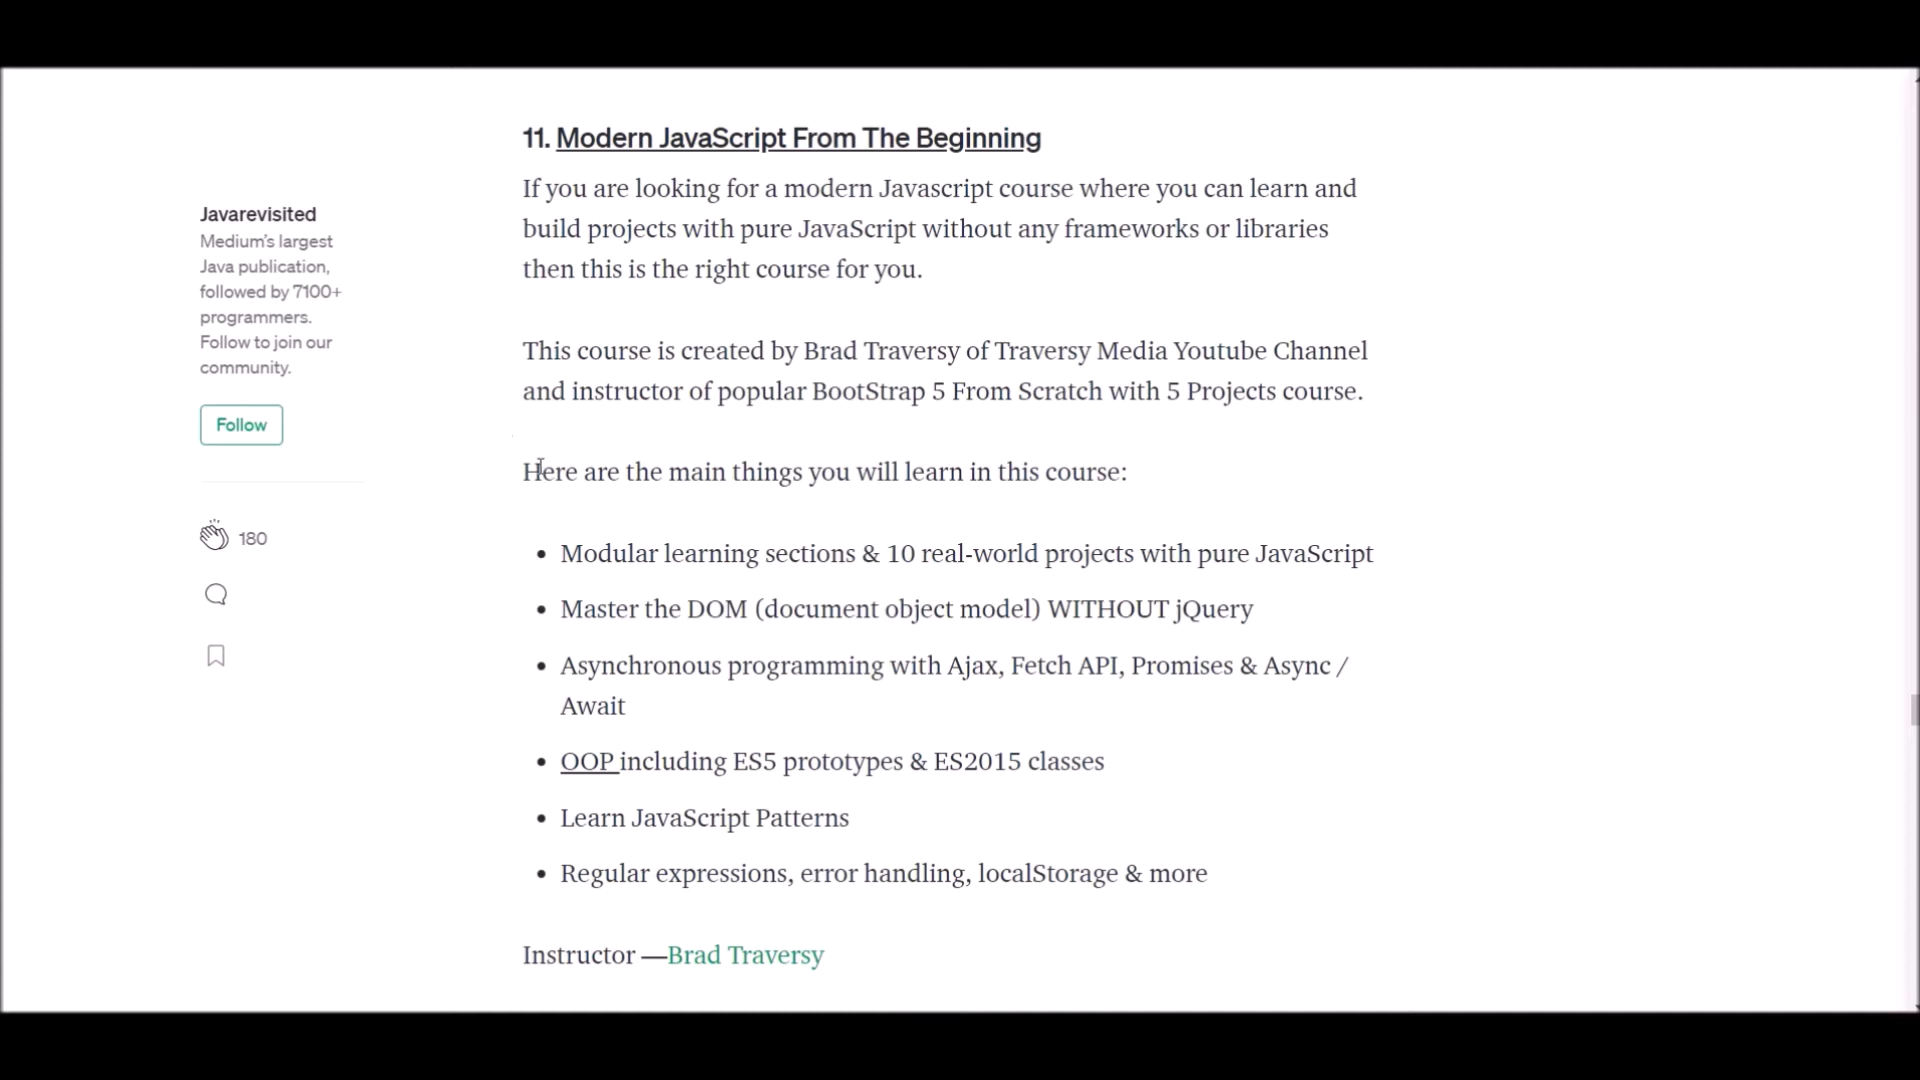 11. Modern JavaScript From The Beginning
If you are looking for a modern Javascript course where you can learn and
build projects with pure JavaScript without any frameworks or libraries
then this is the right course for you.
This course is created by Brad Traversy of Traversy Media Youtube Channel
and instructor of popular BootStrap 5 From Scratch with 5 Projects course.
Here are the main things you will learn in this course:
• Modular learning sections & 10 real-world projects with pure JavaScript
• Master the DOM (document object model) WITHOUT jQuery
• Asynchronous programming with Ajax, Fetch API, Promises & Async /
Await
• OOP including ES5 prototypes & ES2015 classes
• Learn JavaScript Patterns
• Regular expressions, error handling, localStorage & more
Instructor —Brad Traversy
Javarevisited
Medium's largest
Java publication,
followed by 7100+
programmers.
Follow to join our
community.
Follow
180